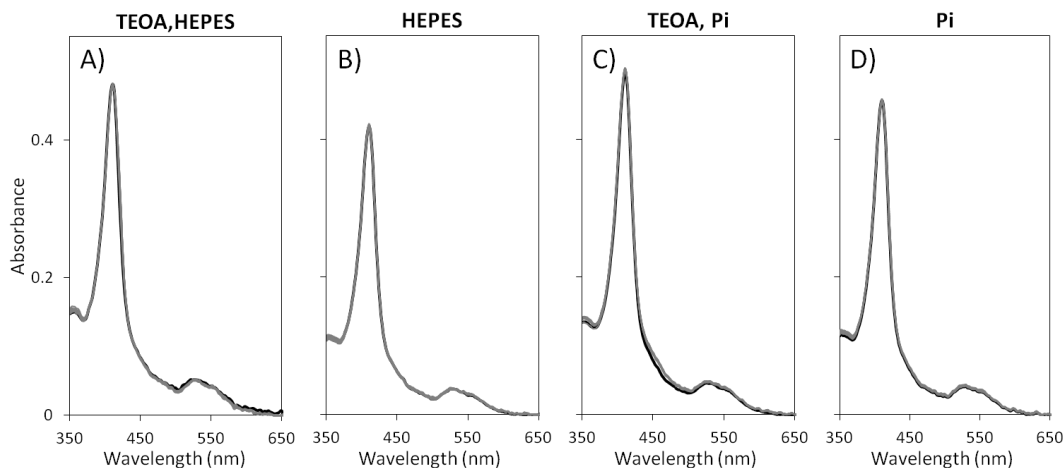 TEOA,HEPES HEPES TEOA, Pi Pi
A) B) C) D)
0.4
Absorbance
0.2
0
350 450 550 650 350 450 550 650 350 450 550 650 350 450 550 650
Wavelength (nm) Wavelength (nm) Wavelength (nm) Wavelength (nm)